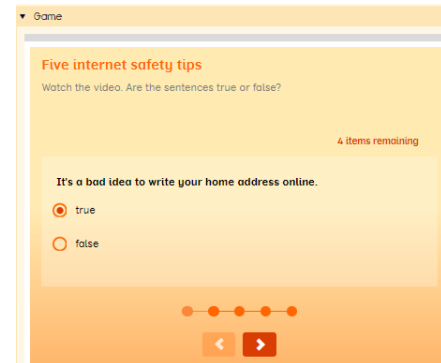 Game
Five internet safety tips
Watch the video. Are the sentences true or false?
4 items remaining
It's a bad idea to write your home address online.
true
false